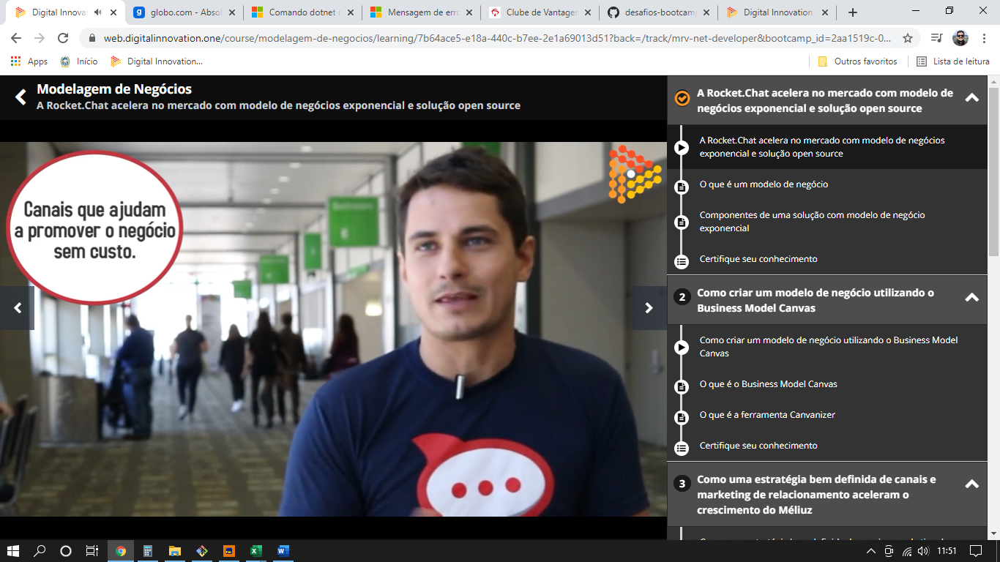 Digital Innovat
globo.com - Absol
Comando dotnet r
Mensagem de erro
Clube de Vantager
desafios-bootcamp
Digital Innovation
web.digitalinnovation.one/course/modelagem-de-negocios/learning/7b64ace5-e18a-440c-b7ee-2e1a69013d51?back=/track/mrv-net-developer&bootcamp_id=2aa1519c-0...
Apps
Início
Digital Innovation...
Outros favoritos
Lista de leitura
Modelagem de Negócios
A Rocket.Chat acelera no mercado com modelo de negócios exponencial e solução open source
Canais que ajudam
a promover o negócio
sem custo.
A Rocket.Chat acelera no mercado com modelo de
negócios exponencial e solução open source
A Rocket.Chat acelera no mercado com modelo de negócios
exponencial e solução open source
O que é um modelo de negócio
Componentes de uma solução com modelo de negócio
exponencial
Certifique seu conhecimento
2 Como criar um modelo de negócio utilizando o
Business Model Canvas
Como criar um modelo de negócio utilizando o Business Model
Canvas
O que é o Business Model Canvas
O que é a ferramenta Canvanizer
Certifique seu conhecimento
3 Como uma estratégia bem definida de canais e
marketing de relacionamento aceleram o
crescimento do Méliuz
11:51